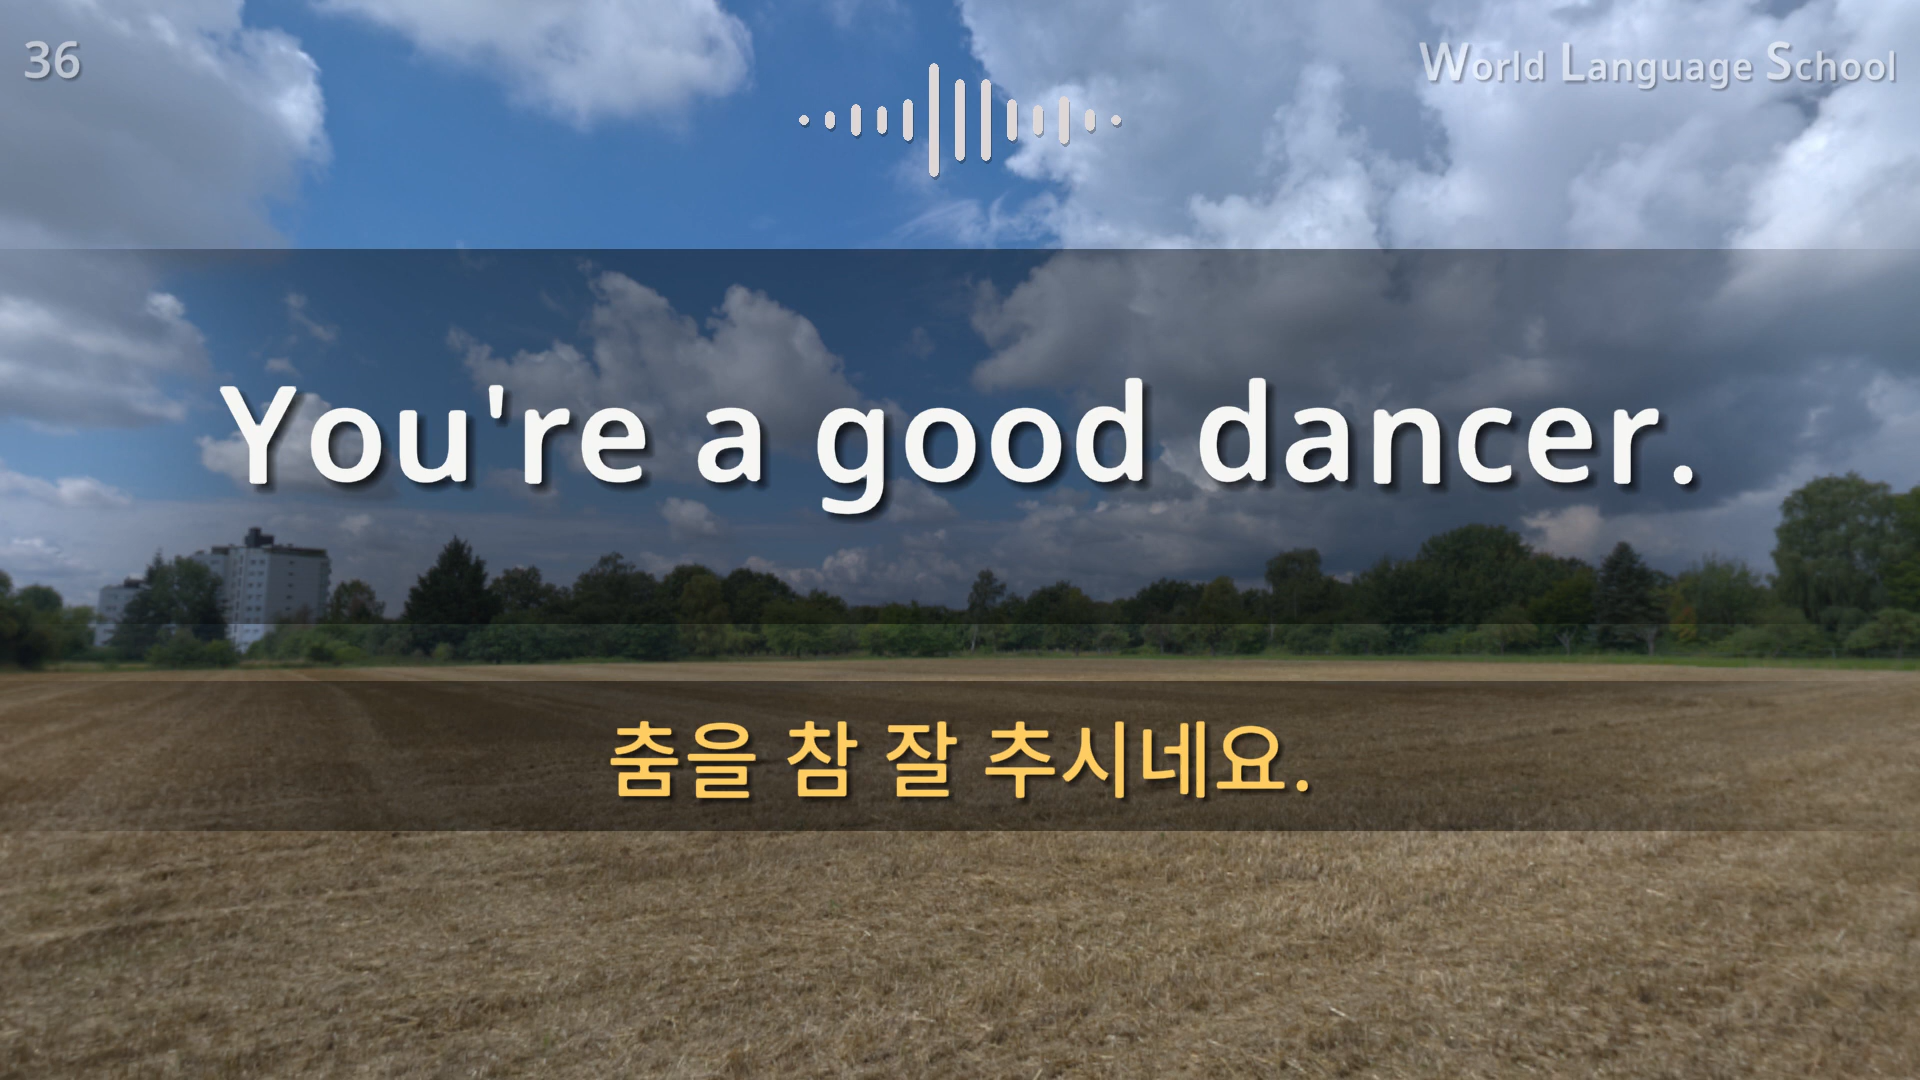 36
World Language School
You're a good dancer.
춤을 참 잘 추시네요.